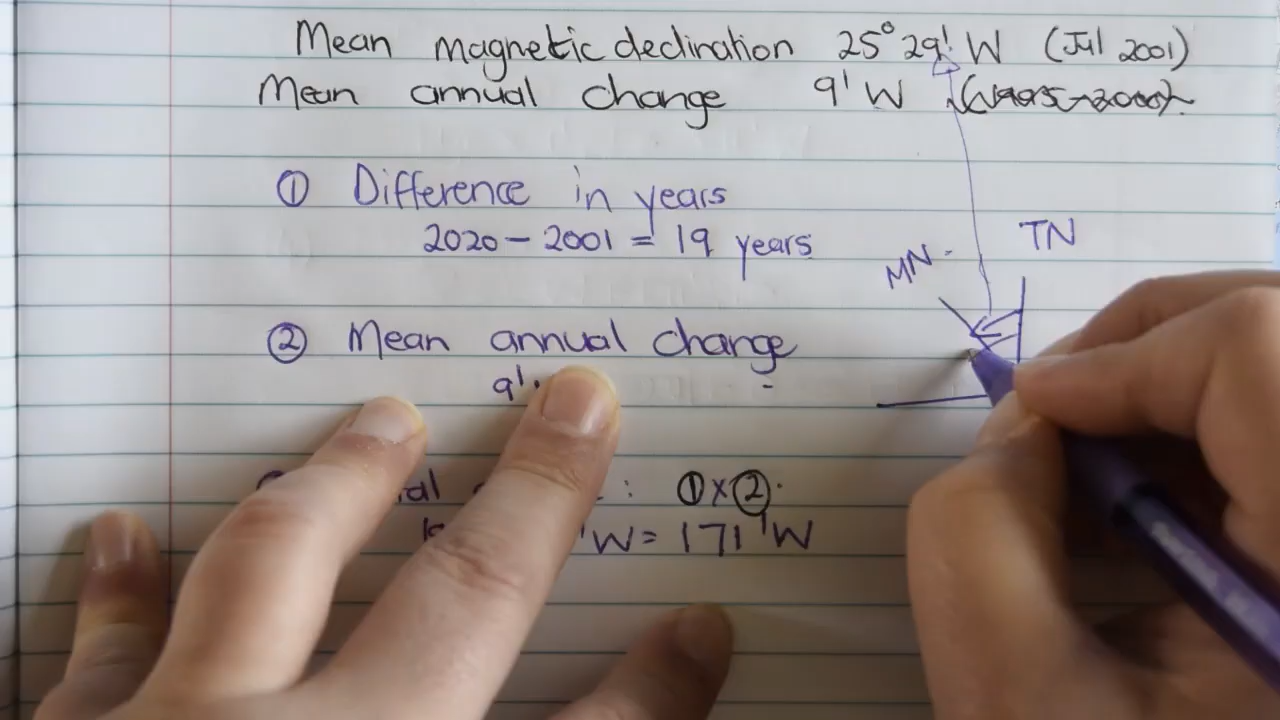 Mean magnetic declination 25° 29' W (Jul 2001)
Mean annual change 9' W
① Difference in years
2020 - 2001 = 19 years
MN TN
② Mean annual change
9'
: ① x ②
'W = 171'W